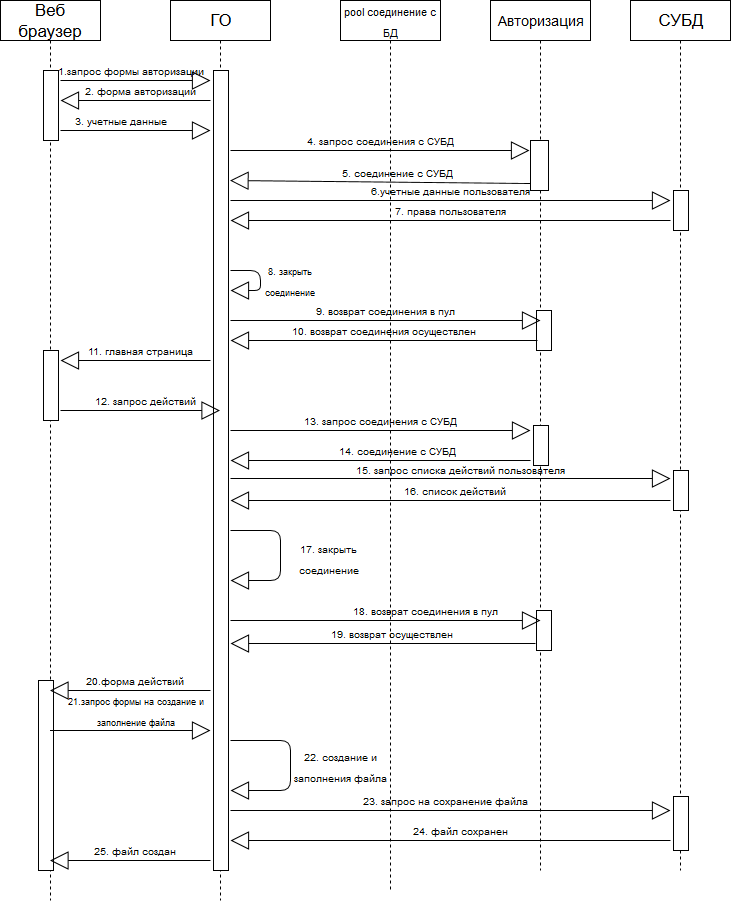 Веб
браузер
ГО
pool соединение с
БД
Авторизация
СУБД
1.запрос формы авторизации
2. форма авторизации
3. учетные данные
4. запрос соединения с СУБД
5. соединение с СУБД
6.учетные данные пользователя
7. права пользователя
8. закрыть
соединение
9. возврат соединения в пул
10. возврат соединения осуществлен
11. главная страница
12. запрос действий
13. запрос соединения с СУБД
14. соединение с СУБД
15. запрос списка действий пользователя
16. список действий
17. закрыть
соединение
18. возврат соединения в пул
19. возврат осуществлен
20.форма действий
21.запрос формы на создание и
заполнение файла
22. создание и
заполнения файла
23. запрос на сохранение файла
24. файл сохранен
25. файл создан